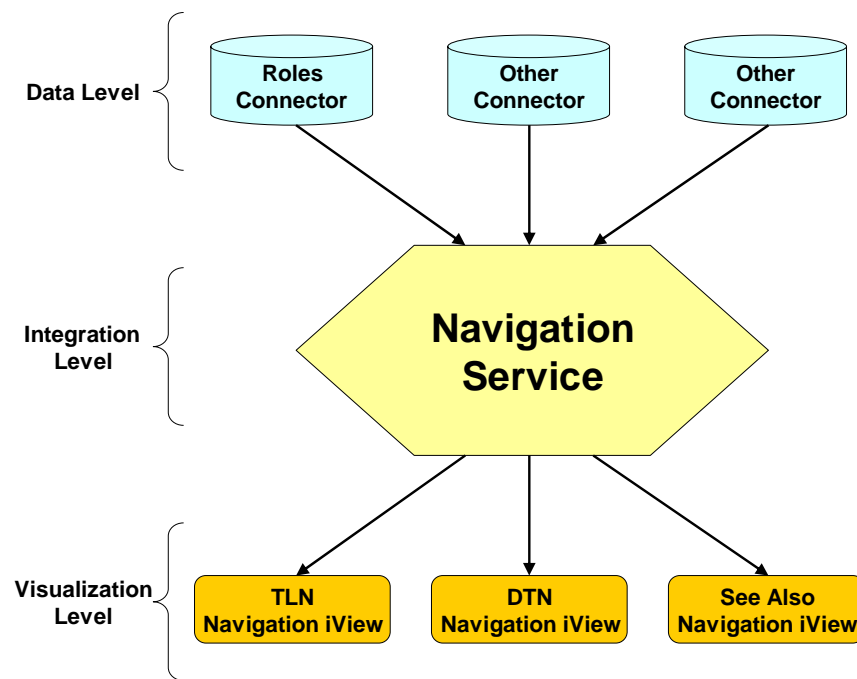 Data Level
Roles
Connector
Other
Connector
Other
Connector
Integration
Level
Navigation
Service
Visualization
Level
TLN
Navigation iView
DTN
Navigation iView
See Also
Navigation iView